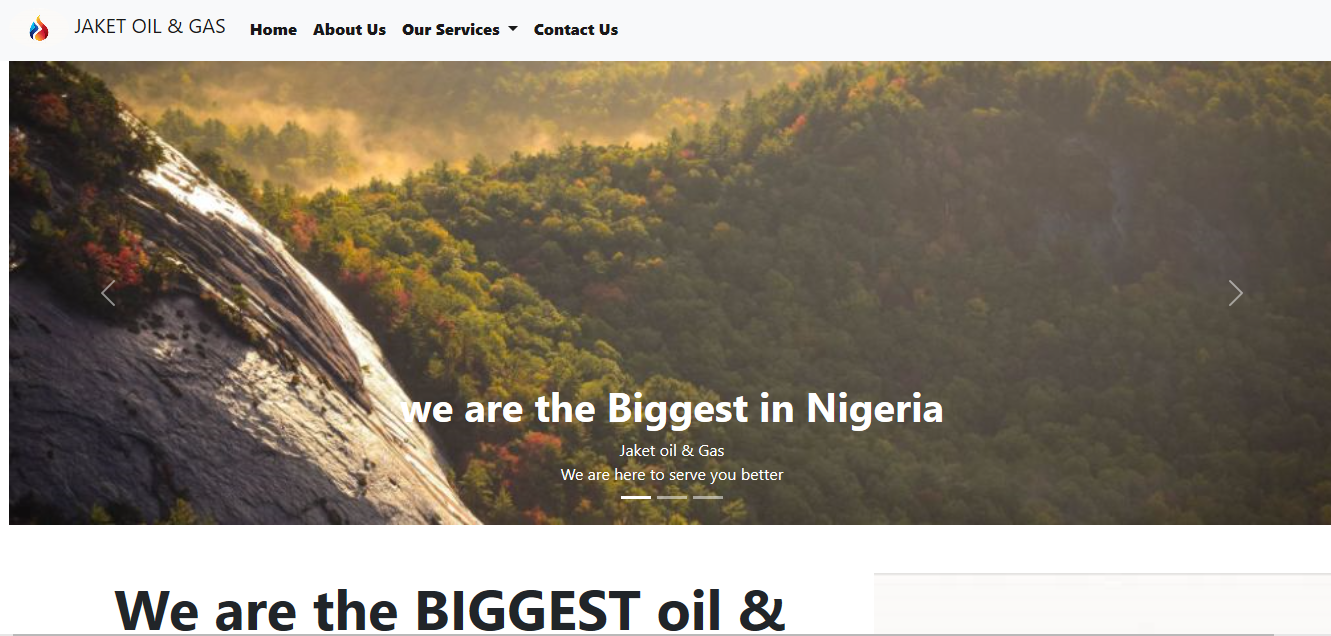 JAKET OIL & GAS Home About Us Our Services Contact Us
we are the Biggest in Nigeria
Jaket oil & Gas
We are here to serve you better
We are the BIGGEST oil &